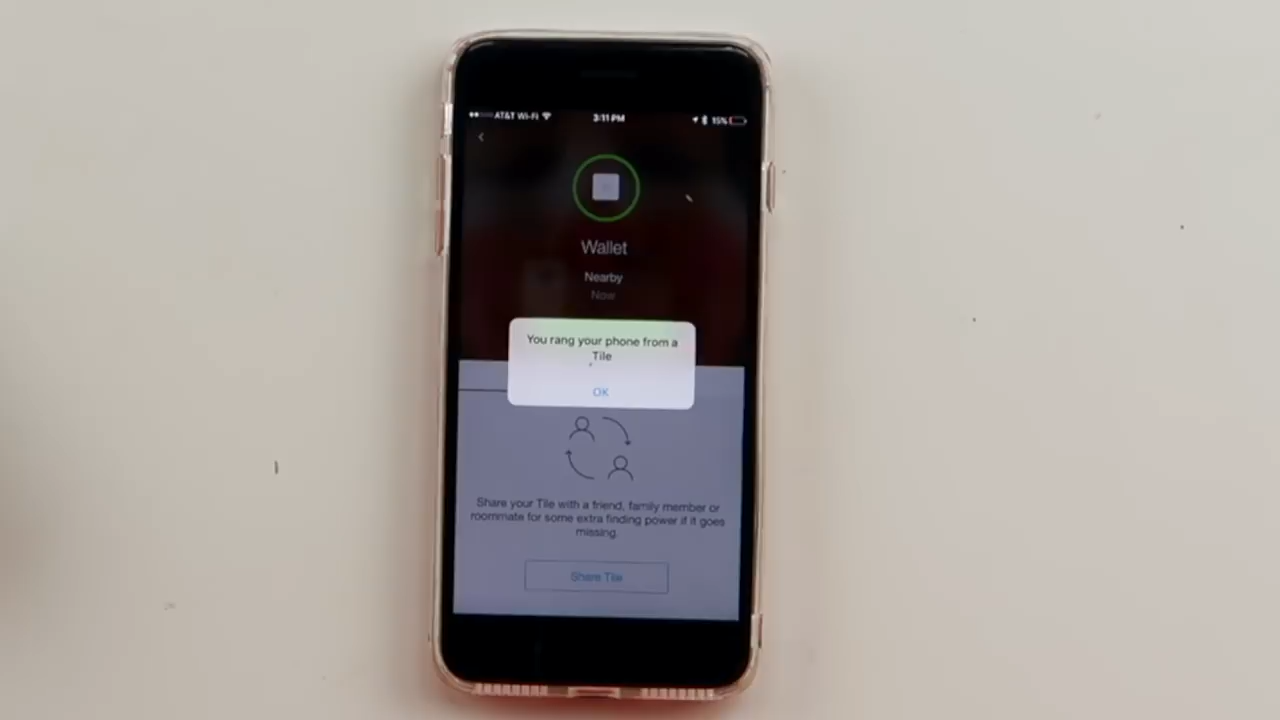 AT&T Wi-Fi 3:11 PM 15%
Wallet
Nearby
Now
You rang your phone from a
Tile
OK
Share your Tile with a friend, family member or
roommate for some extra finding power if it goes
missing.
Share Tile